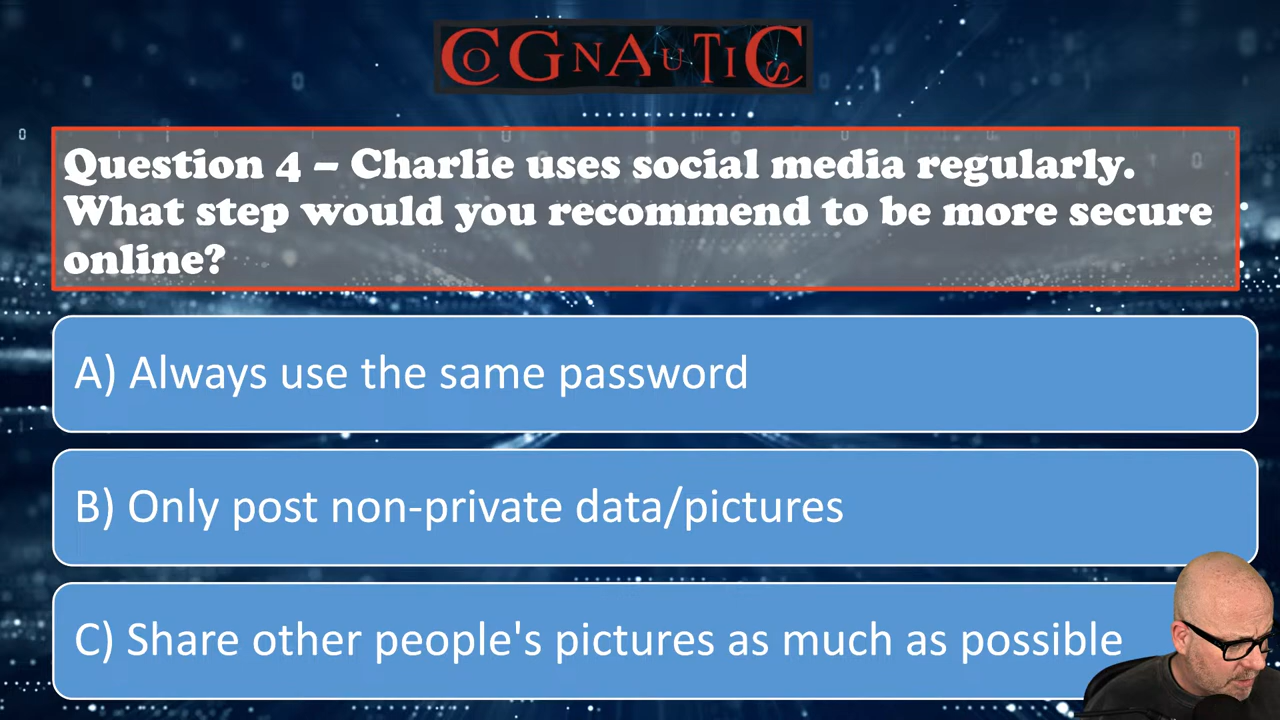 COGNAUTICS
Question 4 – Charlie uses social media regularly.
What step would you recommend to be more secure
online?
A) Always use the same password
B) Only post non-private data/pictures
C) Share other people's pictures as much as possible